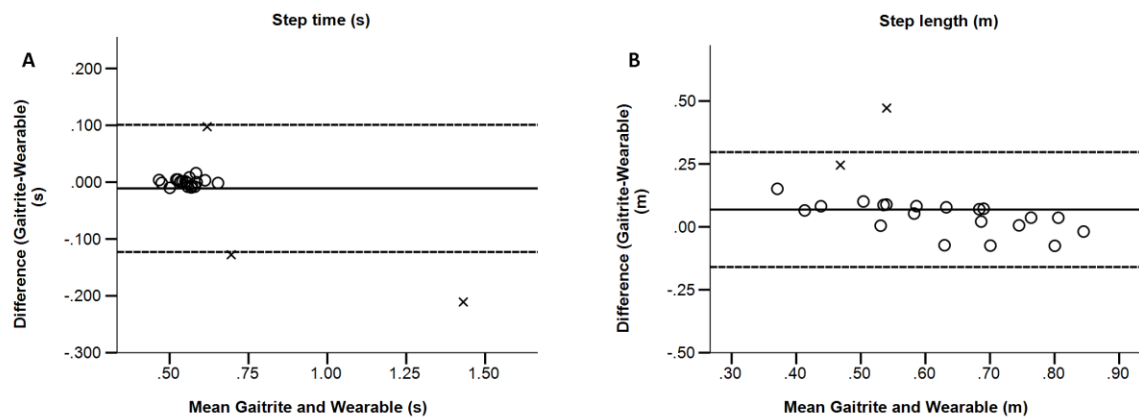 Step time (s)
A
Difference (Gaitrite-Wearable)
(s)
.200
.100
.000
-.100
-.200
-.300
.50
.75
1.00
1.25
1.50
Mean Gaitrite and Wearable (s)
Step length (m)
B
Difference (Gaitrite-Wearable)
(m)
.50
.25
.00
-.25
-.50
.30
.40
.50
.60
.70
.80
.90
Mean Gaitrite and Wearable (m)